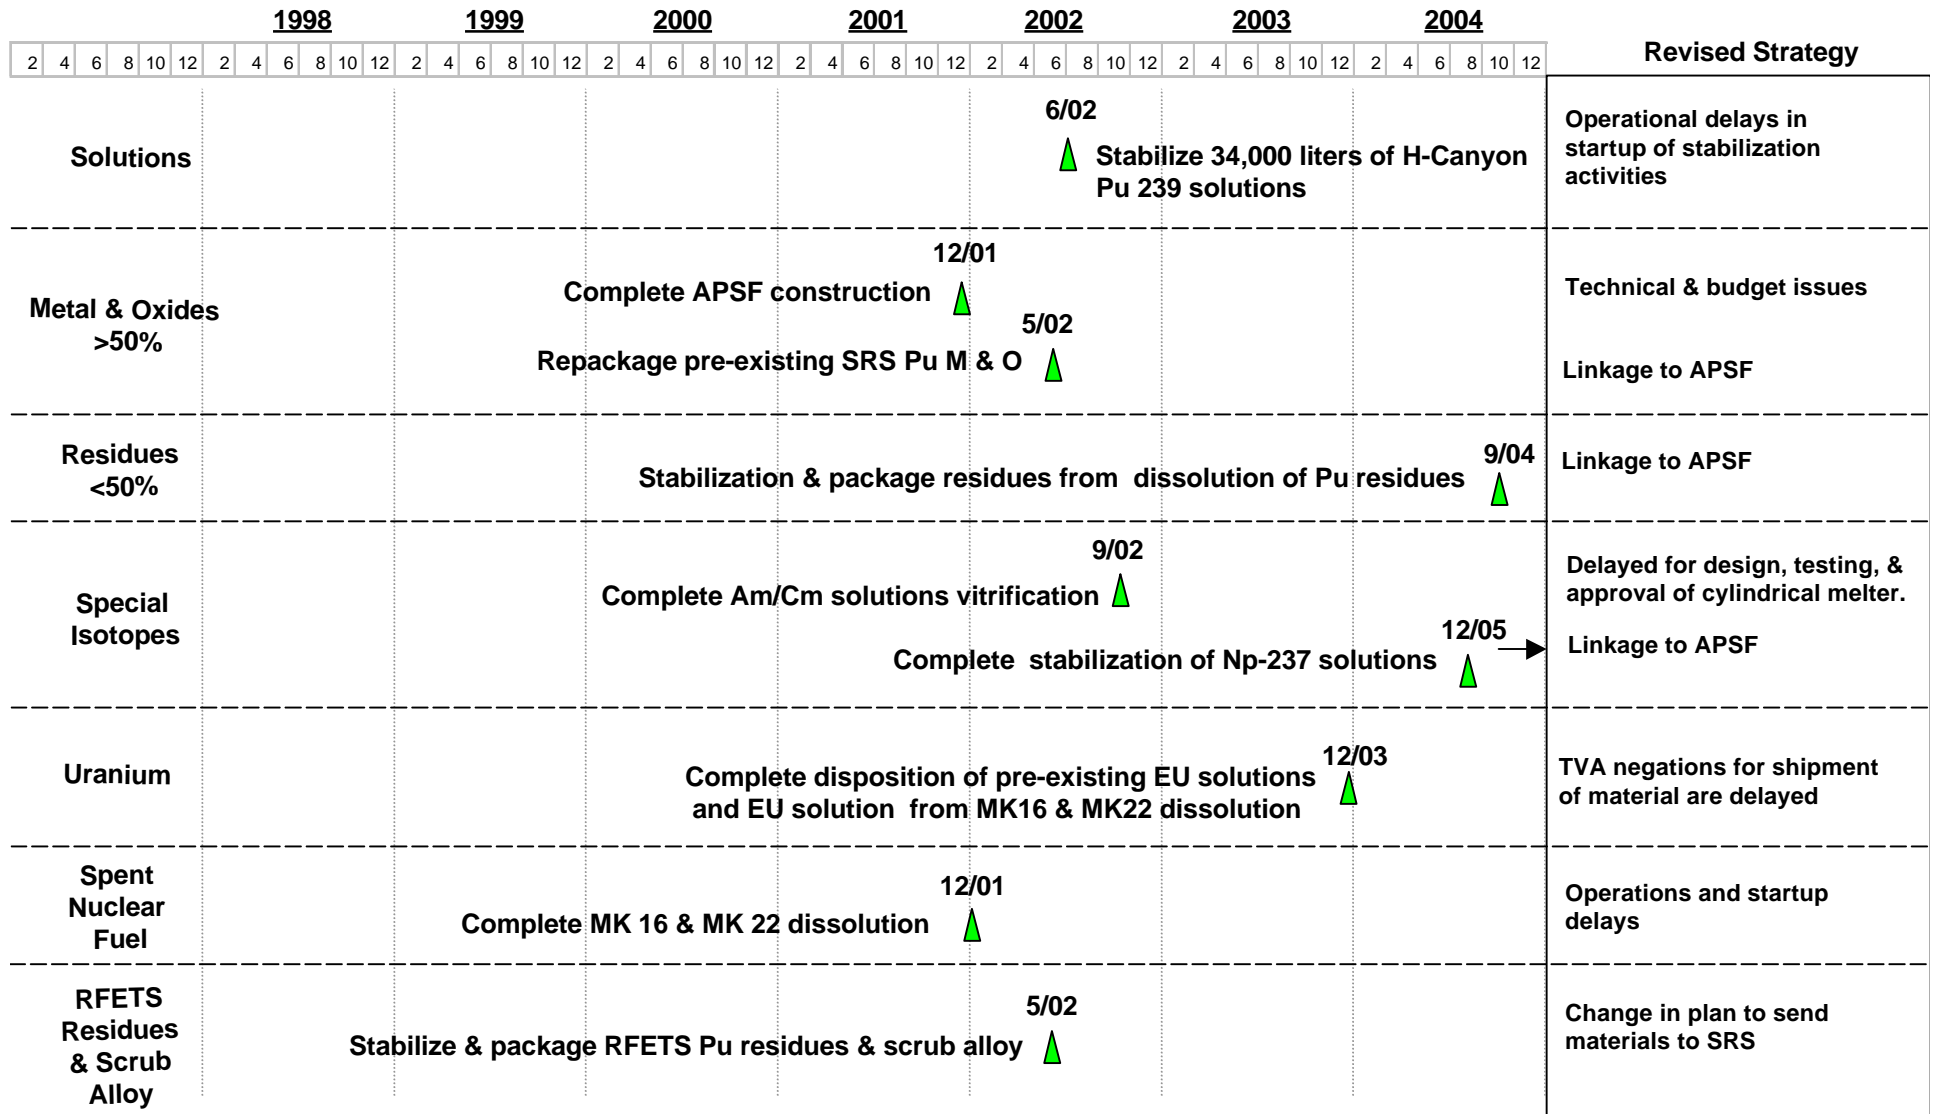 1998 1999 2000 2001 2002 2003 2004
2 4 6 8 10 12 2 4 6 8 10 12 2 4 6 8 10 12 2 4 6 8 10 12 2 4 6 8 10 12 2 4 6 8 10 12 2 4 6 8 10 12 2 4 6 8 10 12
Revised Strategy
Solutions
6/02
Stabilize 34,000 liters of H-Canyon
Pu 239 solutions
Operational delays in
startup of stabilization
activities
Metal & Oxides
>50%
12/01
Complete APSF construction
Technical & budget issues
5/02
Repackage pre-existing SRS Pu M & O
Linkage to APSF
Residues
<50%
9/04
Stabilization & package residues from dissolution of Pu residues
Linkage to APSF
Special
Isotopes
9/02
Complete Am/Cm solutions vitrification
Delayed for design, testing, &
approval of cylindrical melter.
12/05
Complete stabilization of Np-237 solutions
Linkage to APSF
Uranium
12/03
Complete disposition of pre-existing EU solutions
and EU solution from MK16 & MK22 dissolution
TVA negations for shipment
of material are delayed
Spent
Nuclear
Fuel
12/01
Complete MK 16 & MK 22 dissolution
Operations and startup
delays
RFETS
Residues
& Scrub
Alloy
5/02
Stabilize & package RFETS Pu residues & scrub alloy
Change in plan to send
materials to SRS